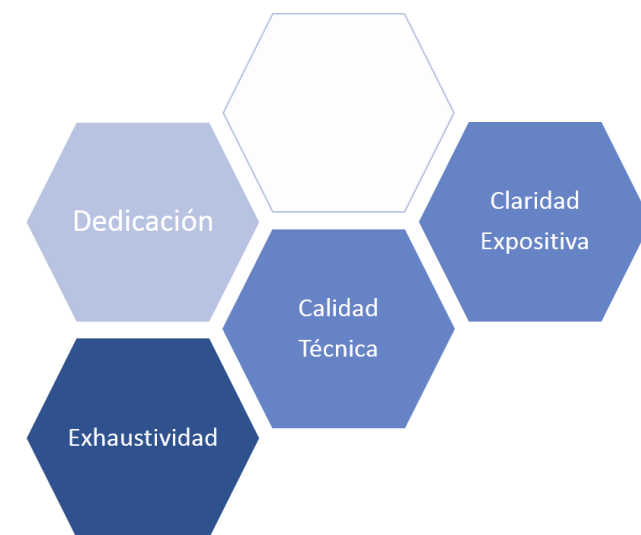 Dedicación
Claridad
Expositiva
Calidad
Técnica
Exhaustividad